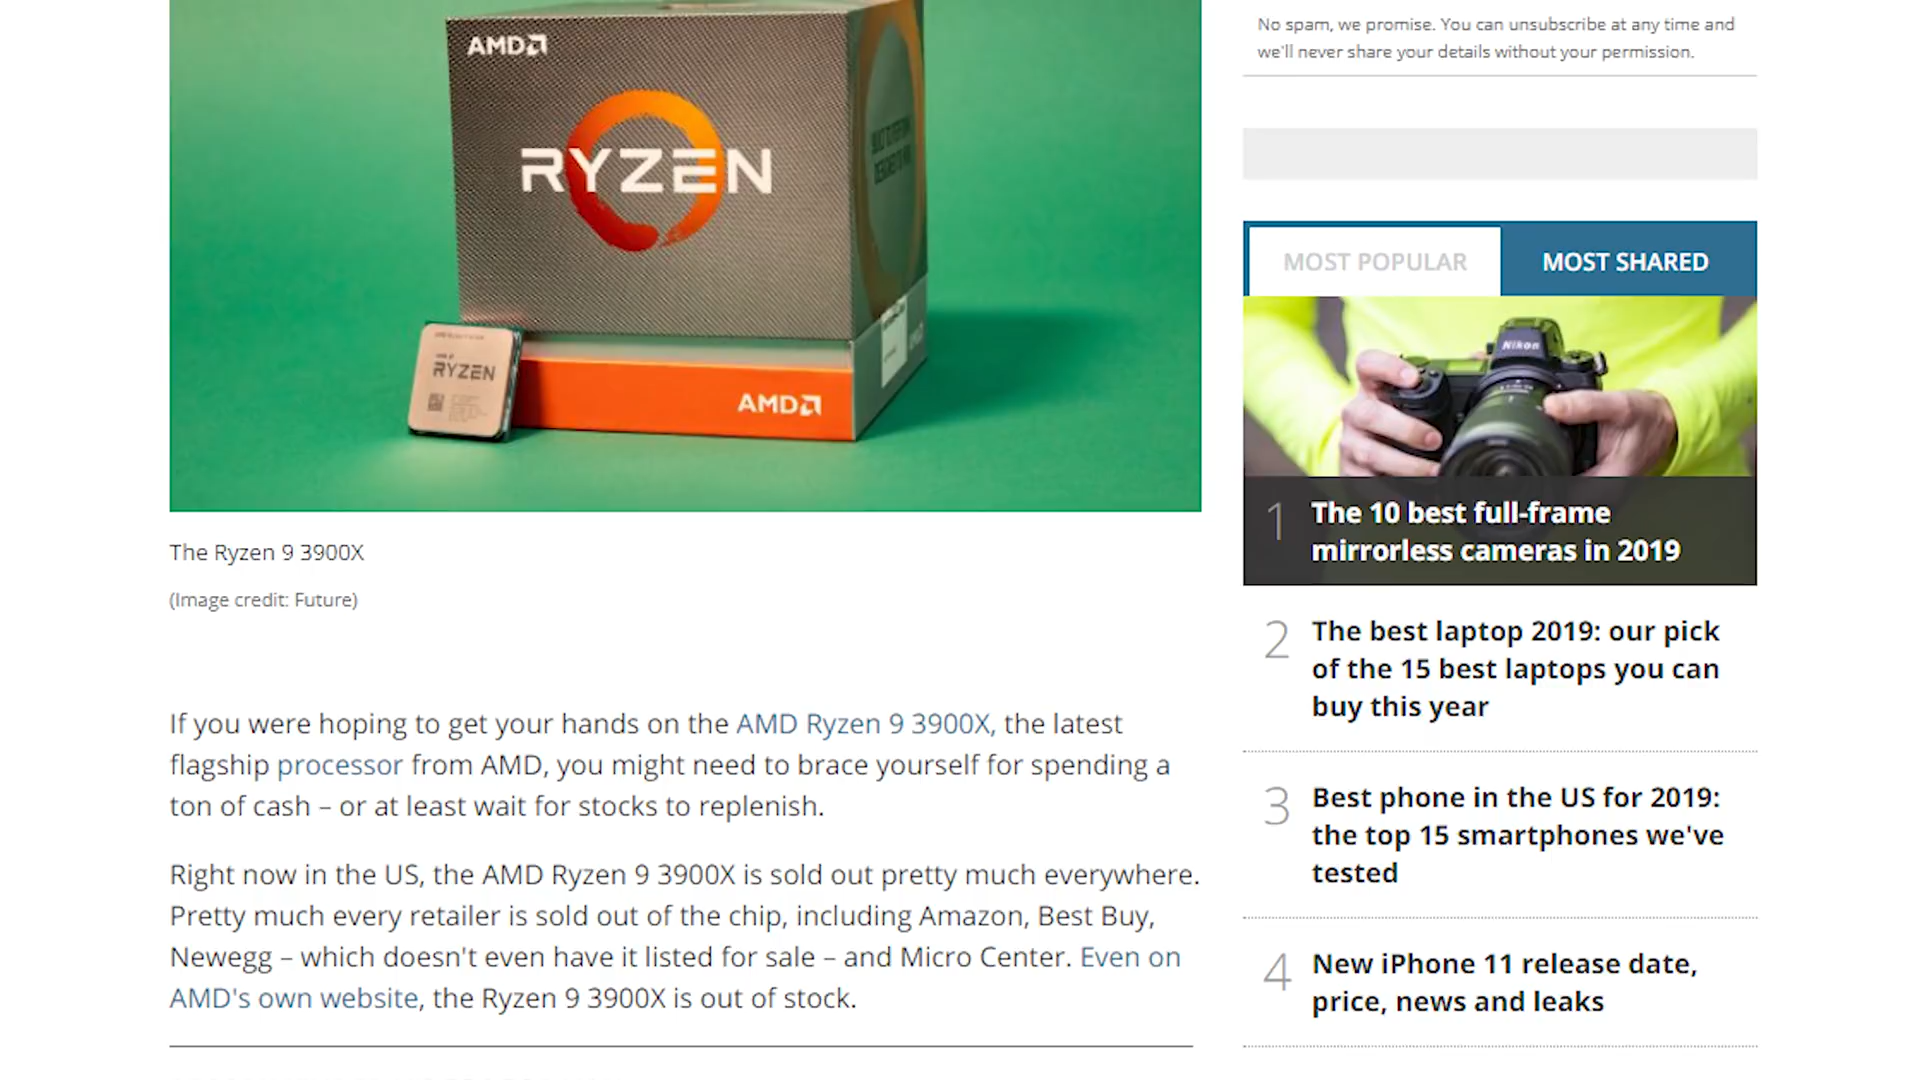 AMD
RYZEN
RYZEN
AMD
The Ryzen 9 3900X
(Image credit: Future)
If you were hoping to get your hands on the AMD Ryzen 9 3900X, the latest
flagship processor from AMD, you might need to brace yourself for spending a
ton of cash – or at least wait for stocks to replenish.
Right now in the US, the AMD Ryzen 9 3900X is sold out pretty much everywhere.
Pretty much every retailer is sold out of the chip, including Amazon, Best Buy,
Newegg – which doesn't even have it listed for sale – and Micro Center. Even on
AMD's own website, the Ryzen 9 3900X is out of stock.
No spam, we promise. You can unsubscribe at any time and
we'll never share your details without your permission.
MOST POPULAR
MOST SHARED
Nikon
1 The 10 best full-frame
mirrorless cameras in 2019
2 The best laptop 2019: our pick
of the 15 best laptops you can
buy this year
3 Best phone in the US for 2019:
the top 15 smartphones we've
tested
4 New iPhone 11 release date,
price, news and leaks